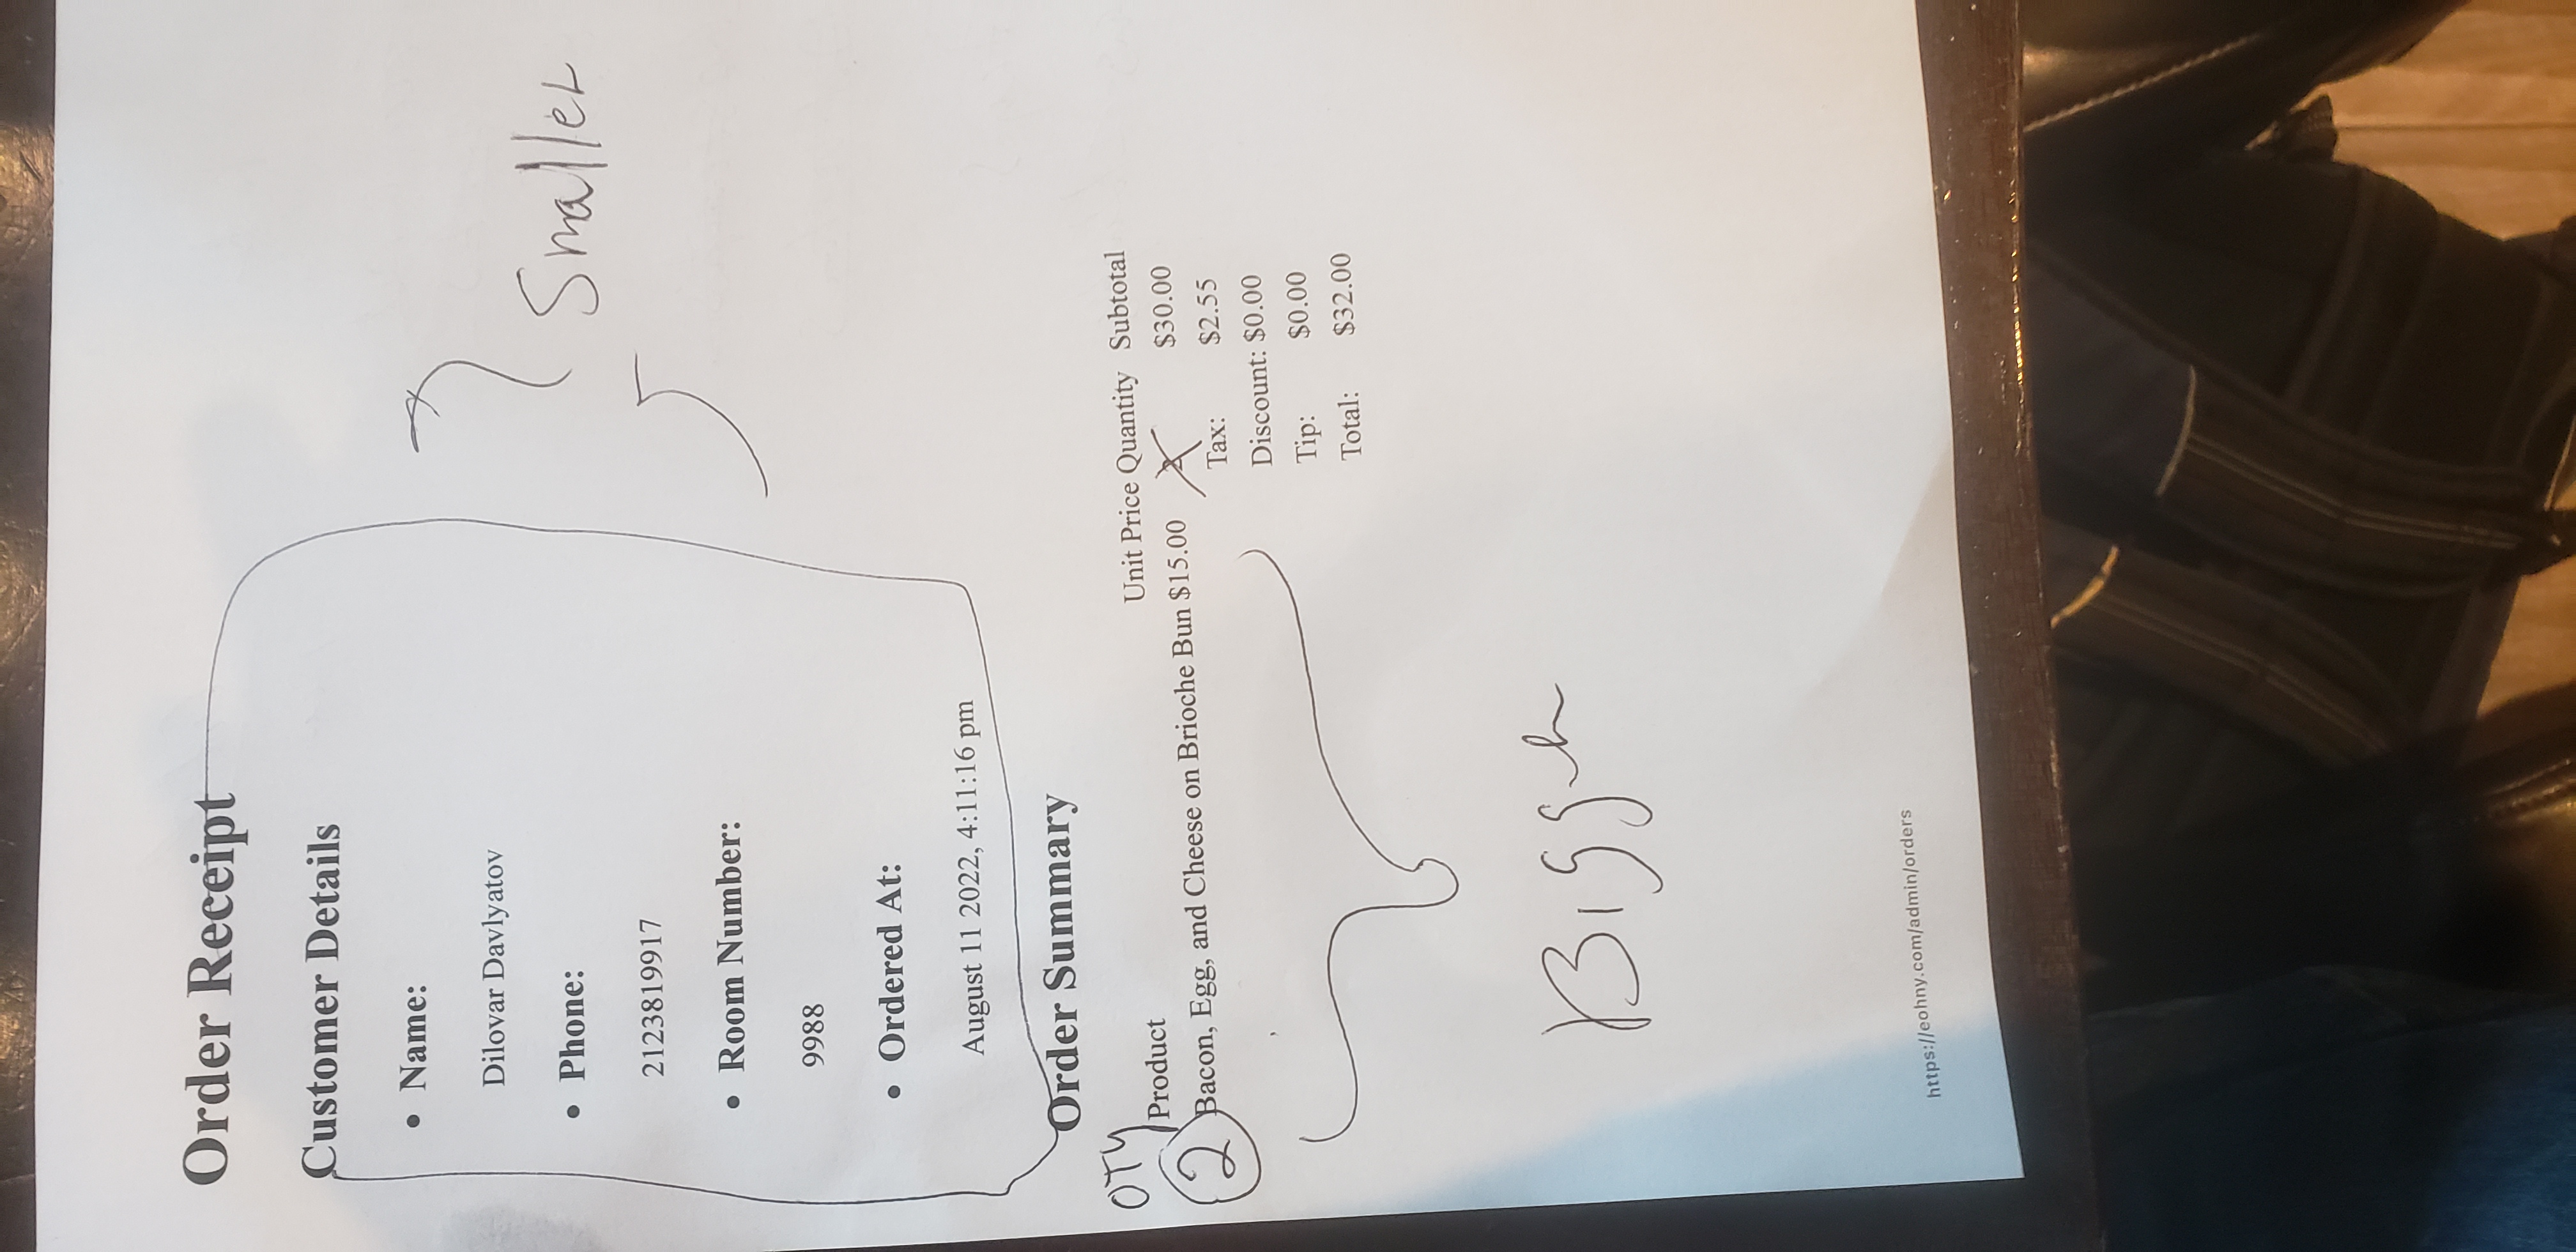 Order Receipt
Customer Details
• Name:
Dilovar Davlyatov
• Phone:
2123819917
• Room Number:
9988
• Ordered At:
August 11 2022, 4:11:16 pm
Smaller
Order Summary
QTY
Product Unit Price Quantity Subtotal
2 Bacon, Egg, and Cheese on Brioche Bun $15.00 2 $30.00
Tax: $2.55
Discount: $0.00
Tip: $0.00
Total: $32.00
Bigger
https://eohny.com/admin/orders